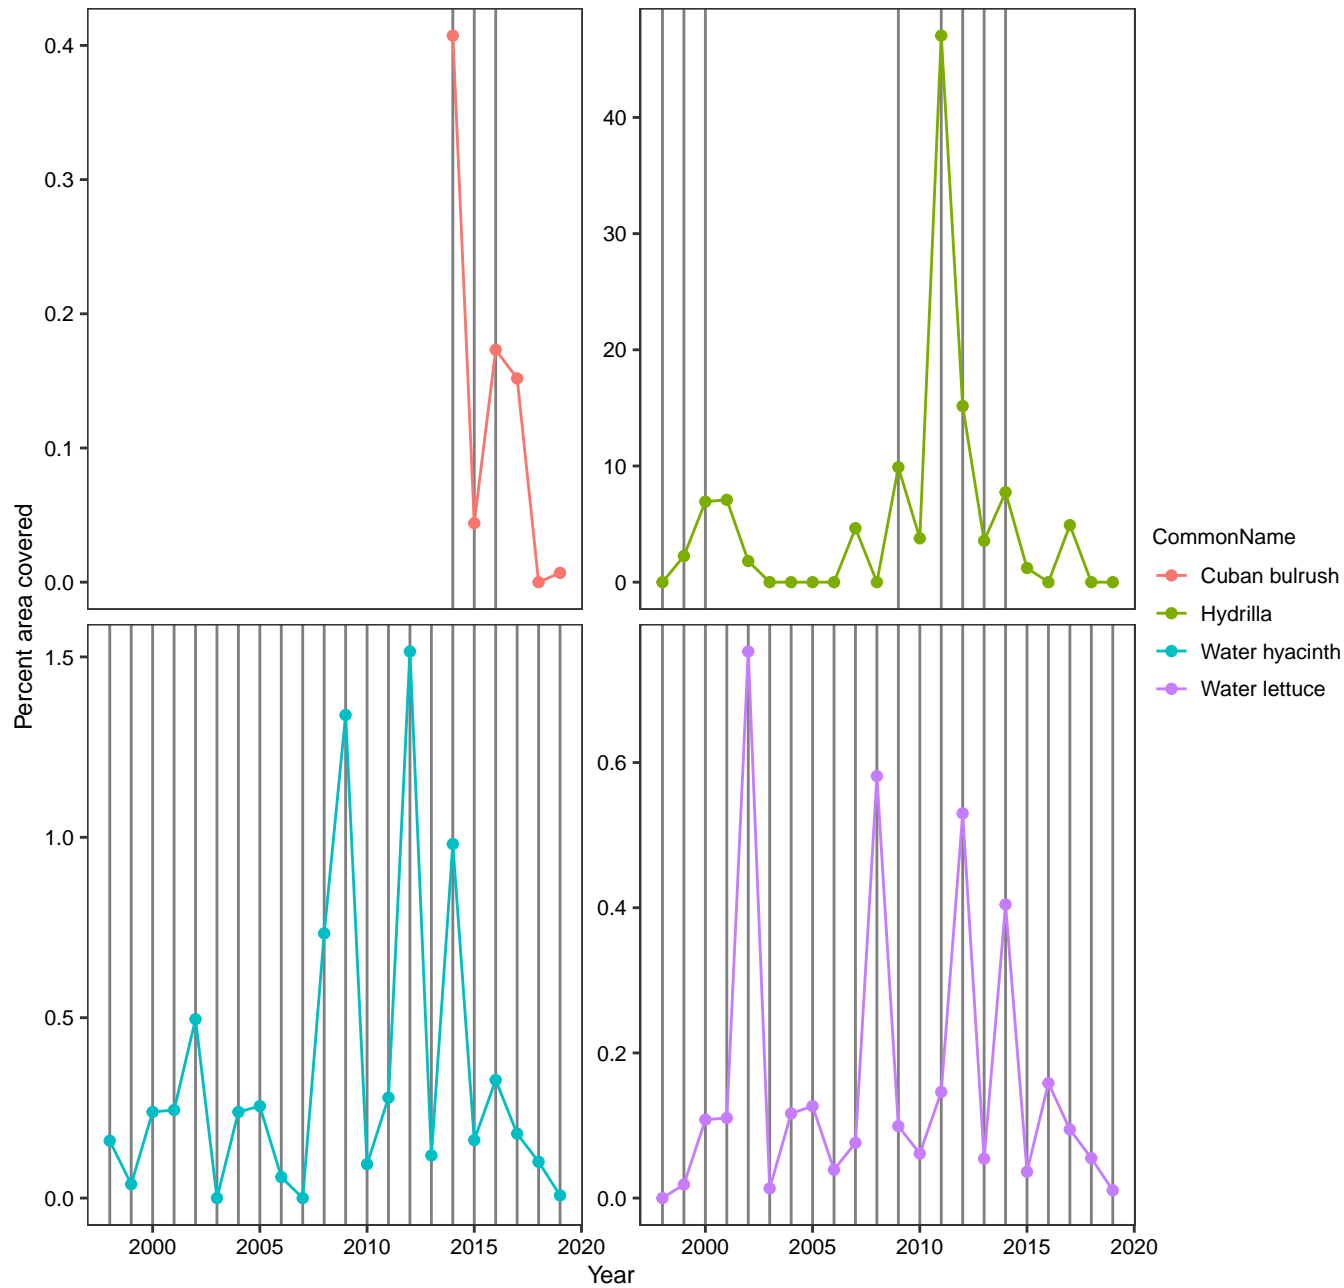 0.4
0.3
0.2
0.1
0.0
40
30
20
10
0
Percent area covered
1.5
1.0
0.5
0.0
0.6
0.4
0.2
0.0
2000 2005 2010 2015 2020
2000 2005 2010 2015 2020
Year
CommonName
Cuban bulrush
Hydrilla
Water hyacinth
Water lettuce